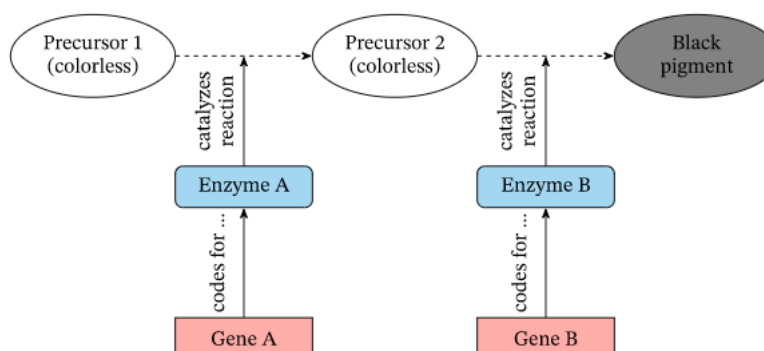 Precursor 1
(colorless)
Precursor 2
(colorless)
Black
pigment
catalyzes
reaction
catalyzes
reaction
Enzyme A
Enzyme B
codes for ...
codes for ...
Gene A
Gene B